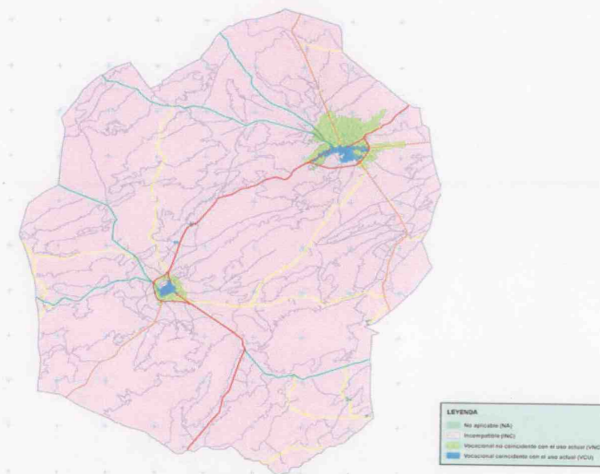 LEYENDA
No aplicable (NA)
Incompatible (INC)
Vocacional no coincidente con el uso actual (VNC)
Vocacional coincidente con el uso actual (VCU)